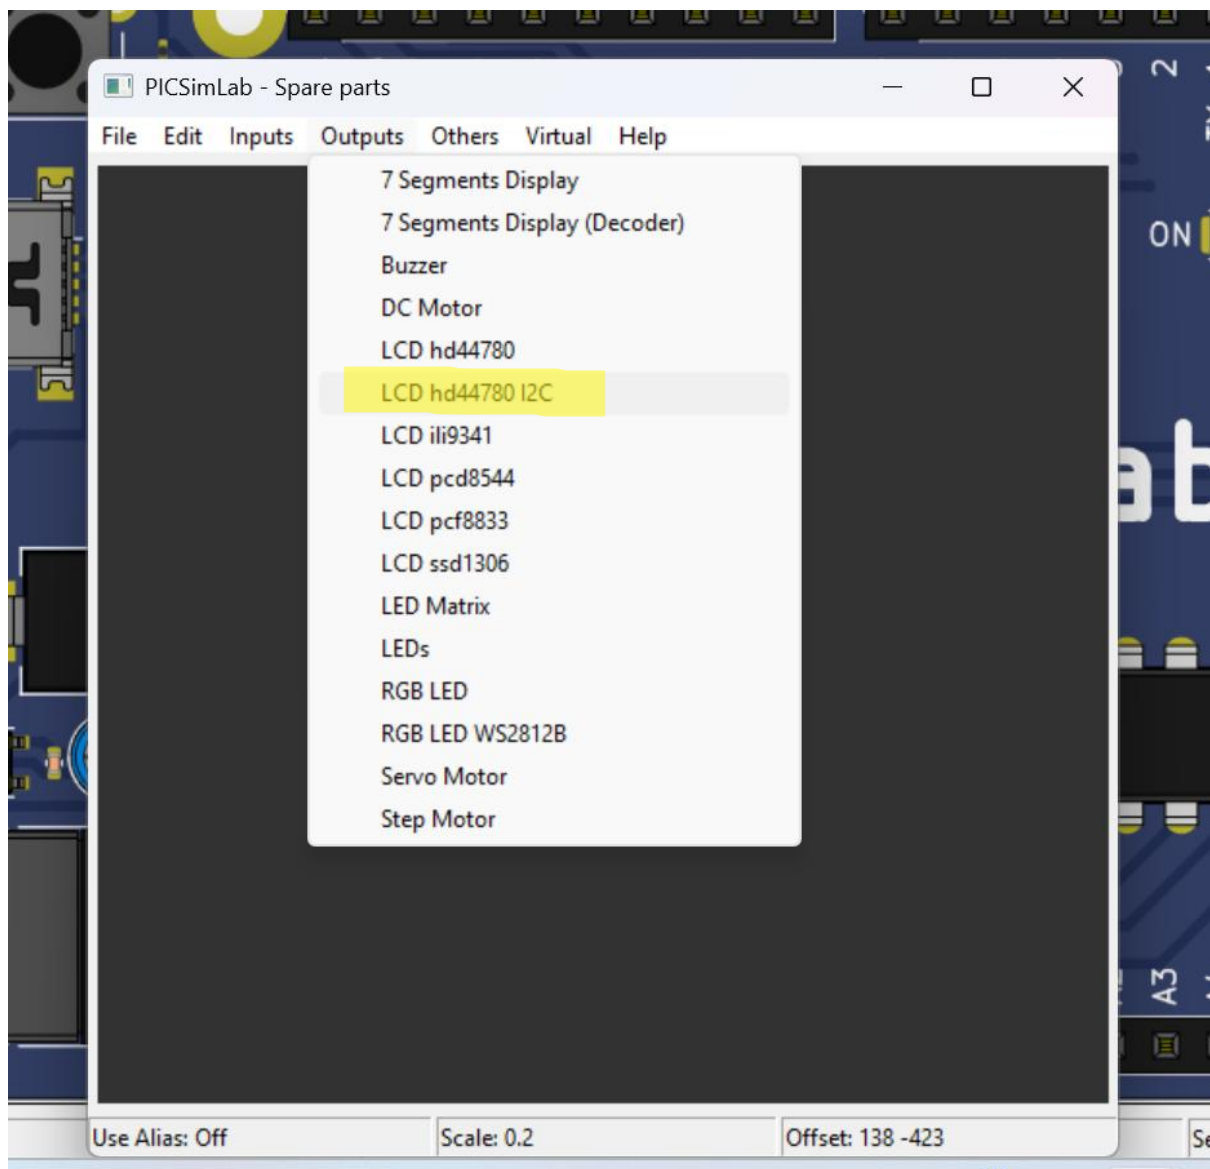 PICSimLab - Spare parts
File Edit Inputs Outputs Others Virtual Help
7 Segments Display
7 Segments Display (Decoder)
Buzzer
DC Motor
LCD hd44780
LCD hd44780 I2C
LCD ili9341
LCD pcd8544
LCD pcf8833
LCD ssd1306
LED Matrix
LEDs
RGB LED
RGB LED WS2812B
Servo Motor
Step Motor
Use Alias: Off
Scale: 0.2
Offset: 138 -423
2
ON
ab
A3